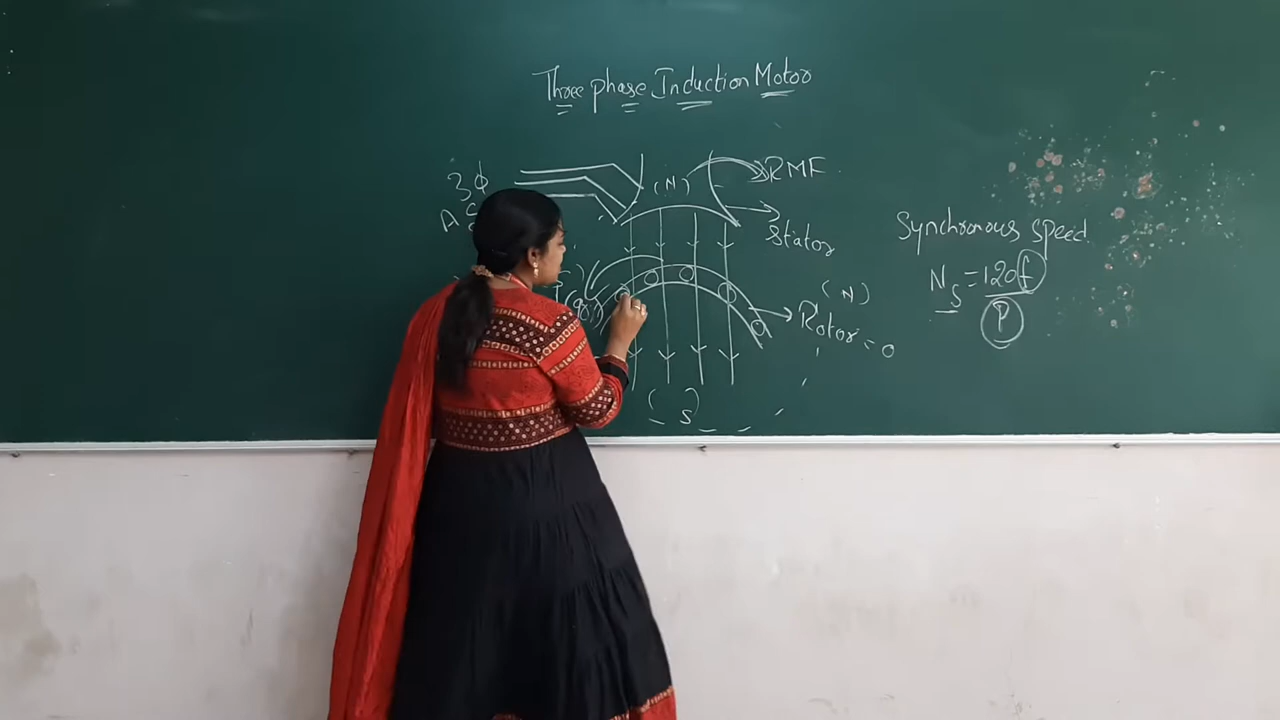 Three phase Induction Motor
3ϕ
(N)
RMF
Stator
Synchronous speed
Ns = 120f
P
(N)
Rotor = 0
(S)